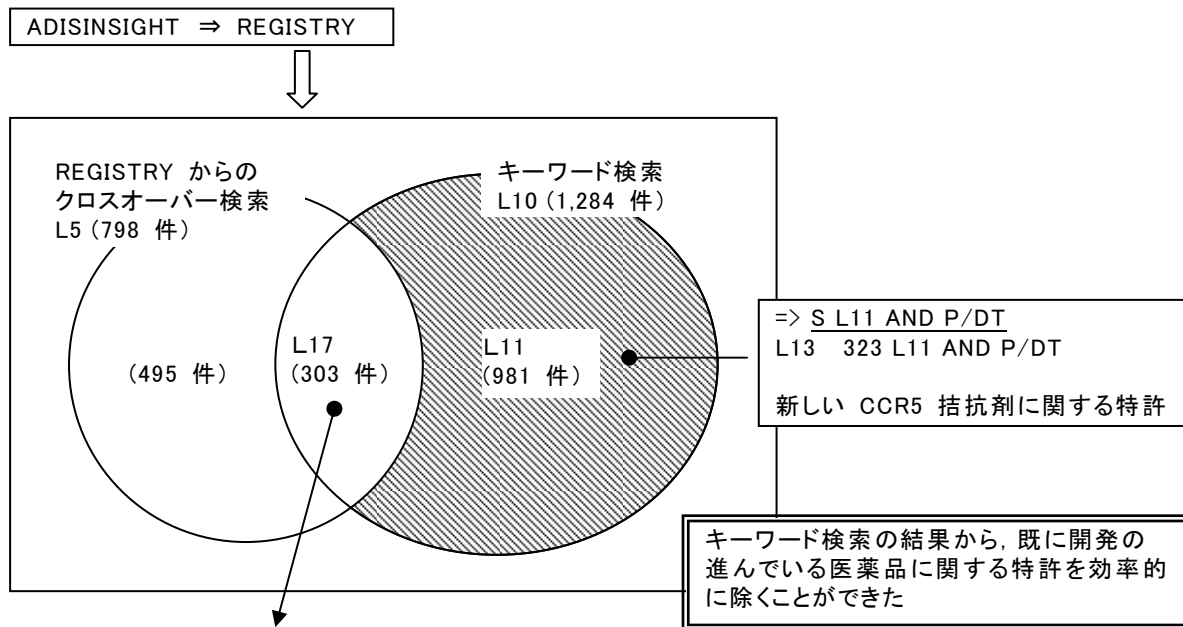 ADISINSIGHT ⇒ REGISTRY
REGISTRY からの
クロスオーバー検索
L5 (798 件)
キーワード検索
L10 (1,284 件)
(495 件)
L17
(303 件)
L11
(981 件)
=> S L11 AND P/DT
L13 323 L11 AND P/DT
新しい CCR5 拮抗剤に関する特許
キーワード検索の結果から, 既に開発の
進んでいる医薬品に関する特許を効率的
に除くことができた